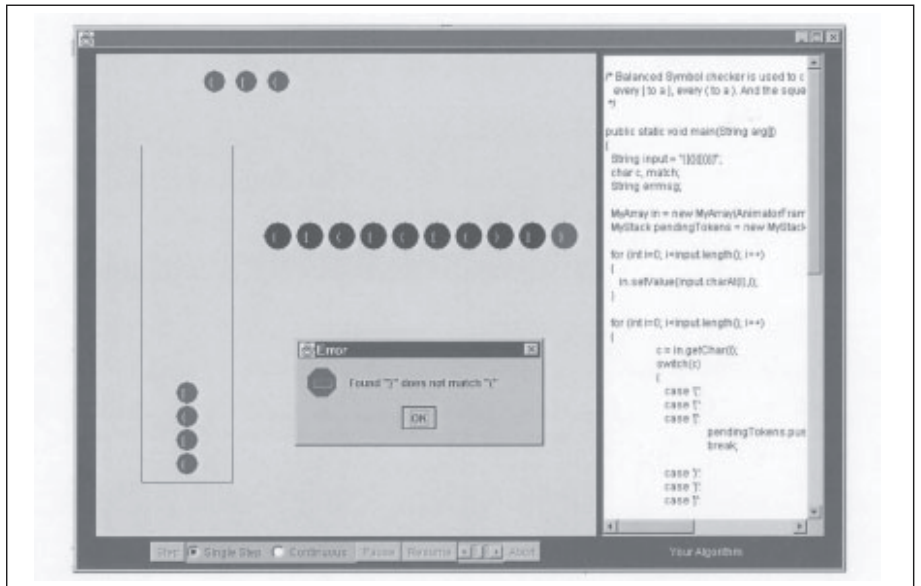 /* Balanced Symbol checker is used to c
every { to a }, every ( to a ). And the squa
*/
public static void main(String arg[])
{
String input =
char c, match;
String errmsg;
MyArray in = new MyArray(AnimatorFram
MyStack pendingTokens = new MyStack
for (int i=0; i<input.length(); i++)
{
in.setValue(input.charAt(i),i);
}
for (int i=0; i<input.length(); i++)
{
c = in.getChar(i);
switch(c)
{
case
case
case
pendingTokens.pus
break;
case
case
case
Error
Found "}" does not match "("
OK
Step Single Step Continuous Pause Resume Abort
Your Algorithm